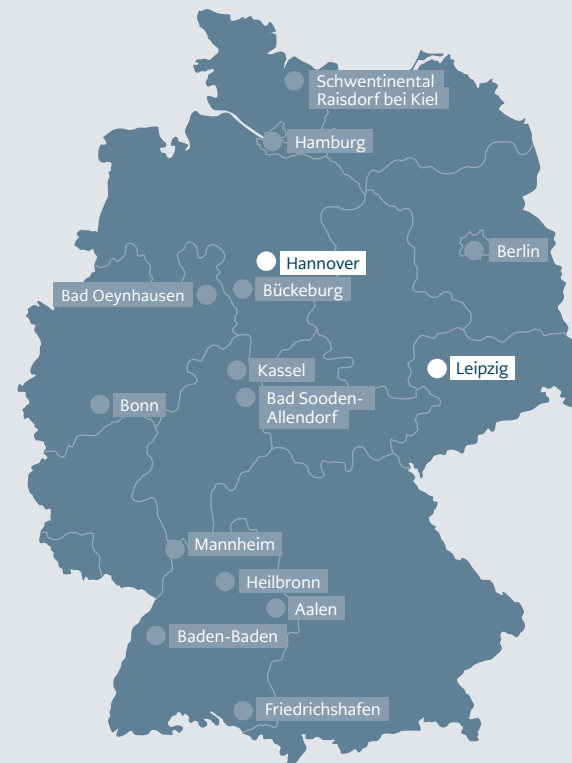 Schwentinental
Raisdorf bei Kiel
Hamburg
Berlin
Hannover
Bad Oeynhausen
Bückeburg
Kassel
Leipzig
Bad Sooden-
Allendorf
Bonn
Mannheim
Heilbronn
Aalen
Baden-Baden
Friedrichshafen